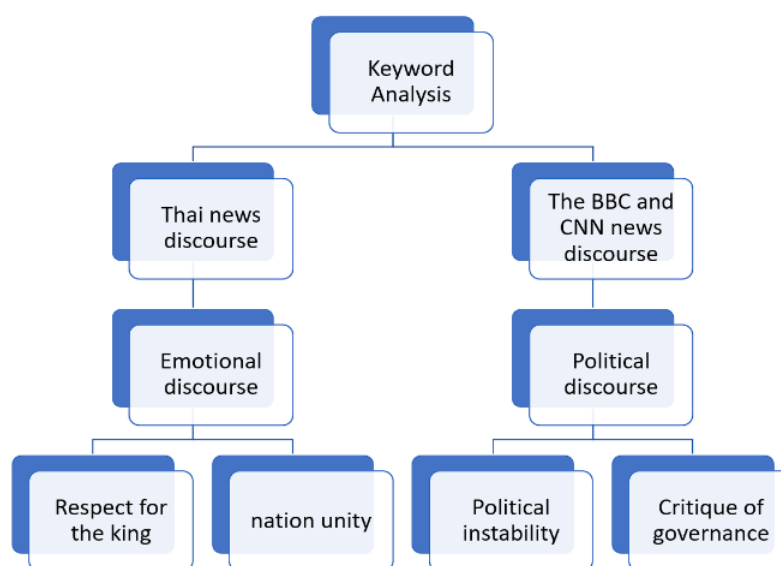 Keyword
Analysis
Thai news
discourse
The BBC and
CNN news
discourse
Emotional
discourse
Political
discourse
Respect for
the king
nation unity
Political
instability
Critique of
governance